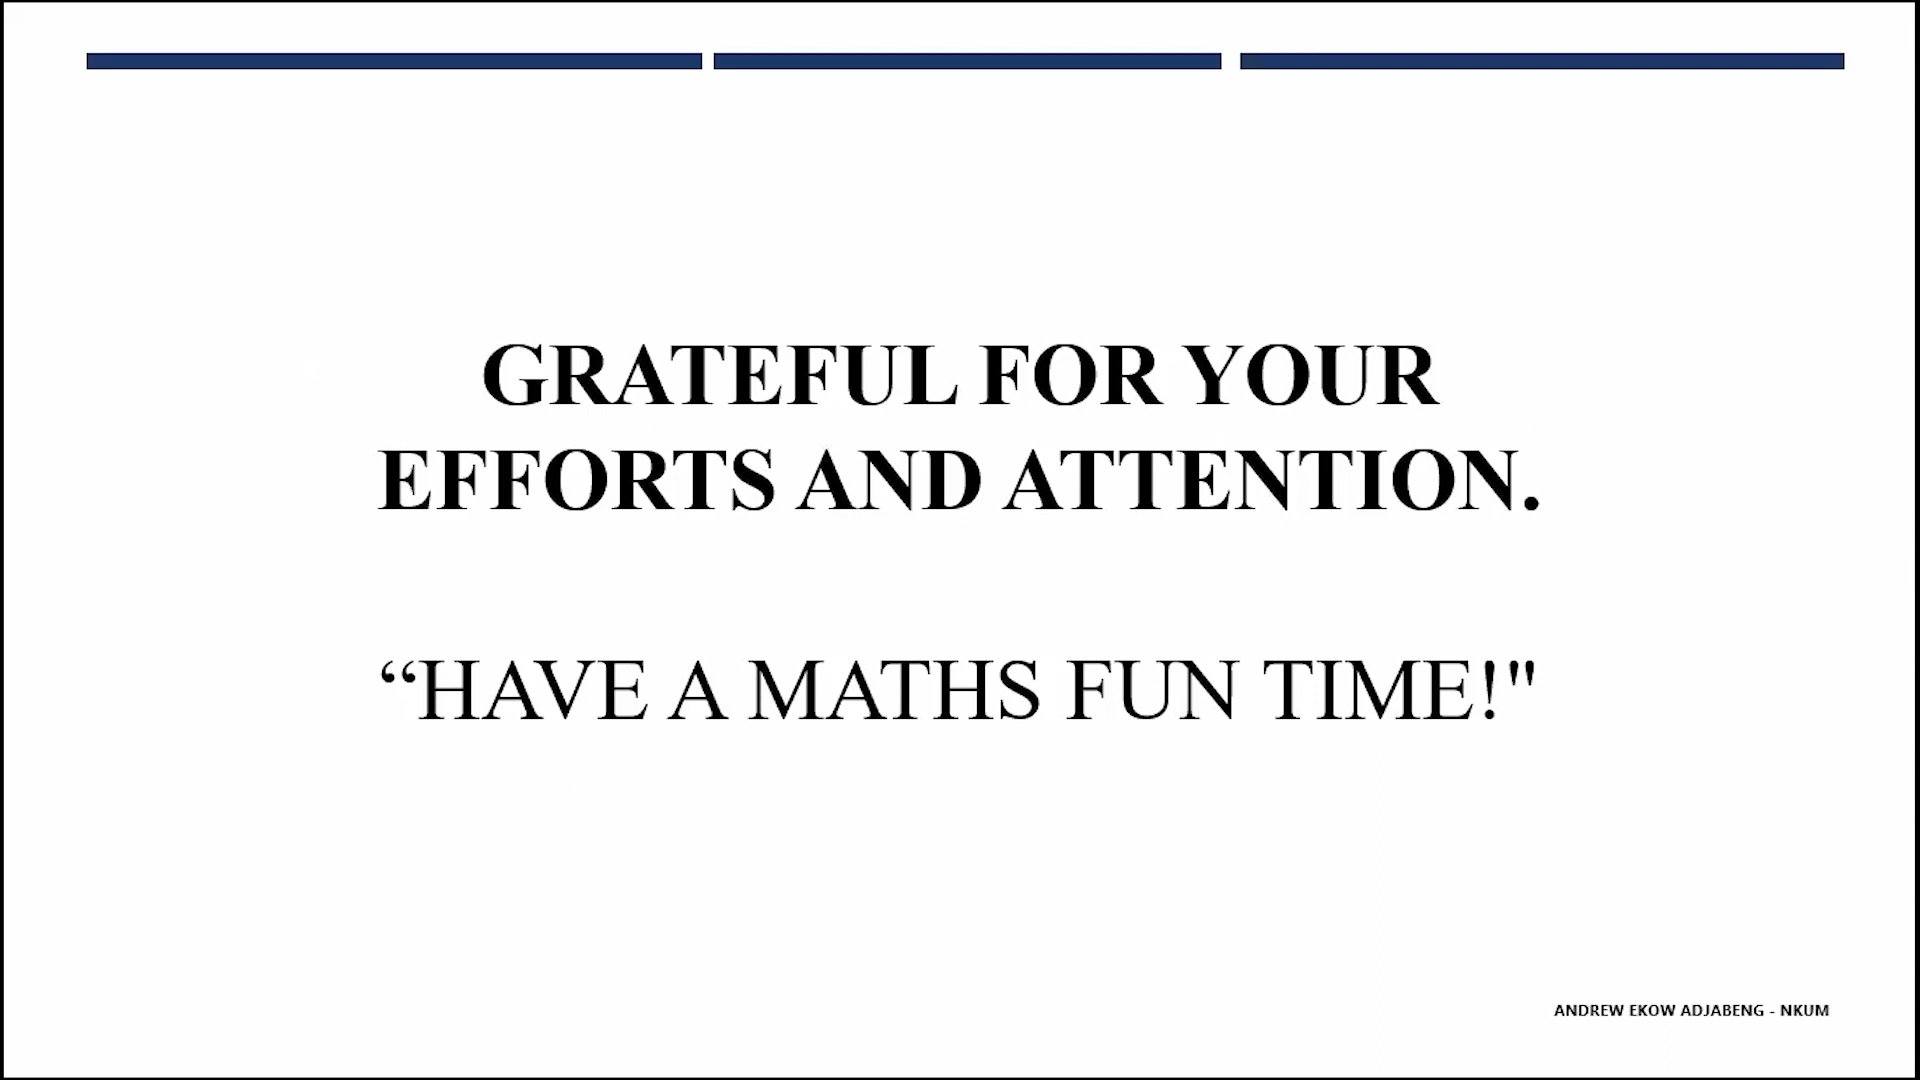 GRATEFUL FOR YOUR
EFFORTS AND ATTENTION.
“HAVE A MATHS FUN TIME!"
ANDREW EKOW ADJABENG - NKUM